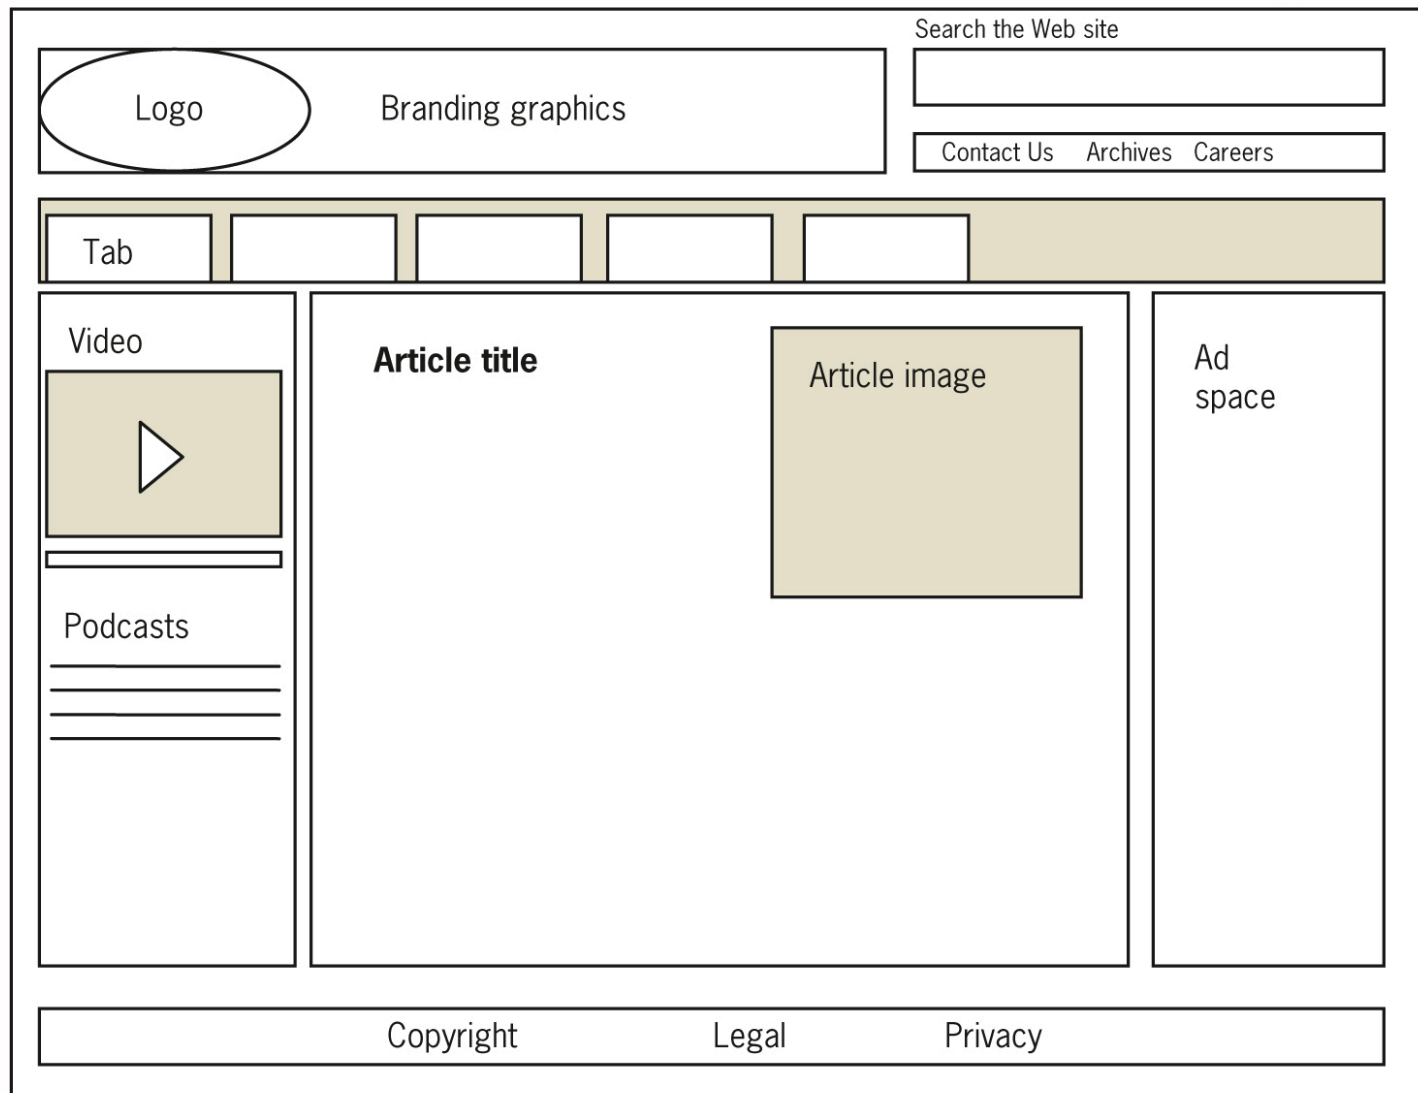 Search the Web site
Logo
Branding graphics
Contact Us Archives Careers
Tab
Video
Podcasts
Article title
Article image
Ad
space
Copyright Legal Privacy